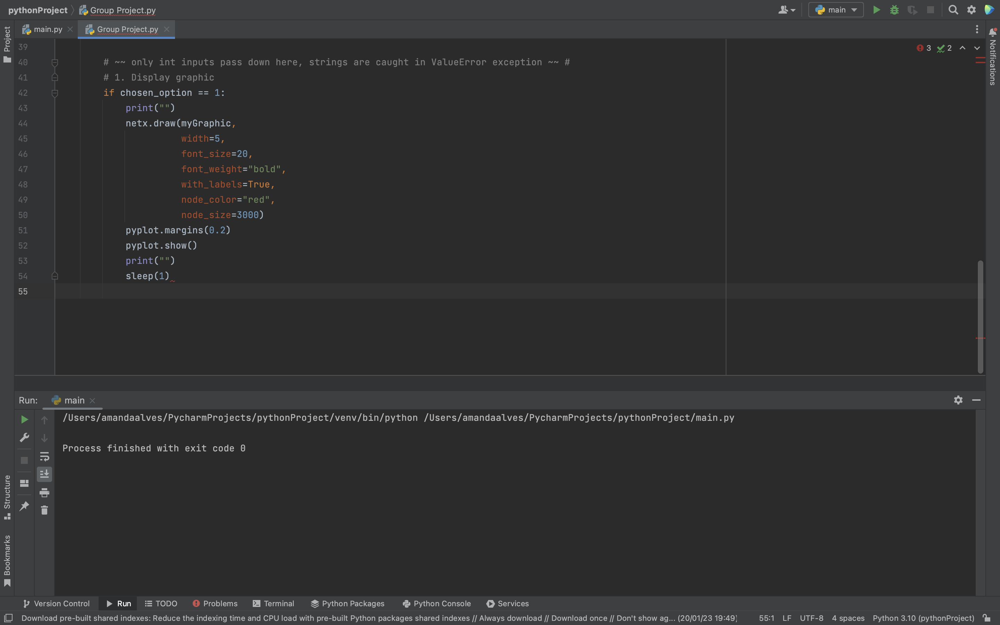 pythonProject Group Project.py main
main.py Group Project.py
Project
Notifications
3 2
39
40 # ~~ only int inputs pass down here, strings are caught in ValueError exception ~~ #
41 # 1. Display graphic
42 if chosen_option == 1:
43 print("")
44 netx.draw(myGraphic,
45 width=5,
46 font_size=20,
47 font_weight="bold",
48 with_labels=True,
49 node_color="red",
50 node_size=3000)
51 pyplot.margins(0.2)
52 pyplot.show()
53 print("")
54 sleep(1)
55
Run: main
/Users/amandaalves/PycharmProjects/pythonProject/venv/bin/python /Users/amandaalves/PycharmProjects/pythonProject/main.py
Process finished with exit code 0
Structure
Bookmarks
Version Control Run TODO Problems Terminal Python Packages Python Console Services
Download pre-built shared indexes: Reduce the indexing time and CPU load with pre-built Python packages shared indexes // Always download // Download once // Don't show ag... (20/01/23 19:49) 55:1 LF UTF-8 4 spaces Python 3.10 (pythonProject)